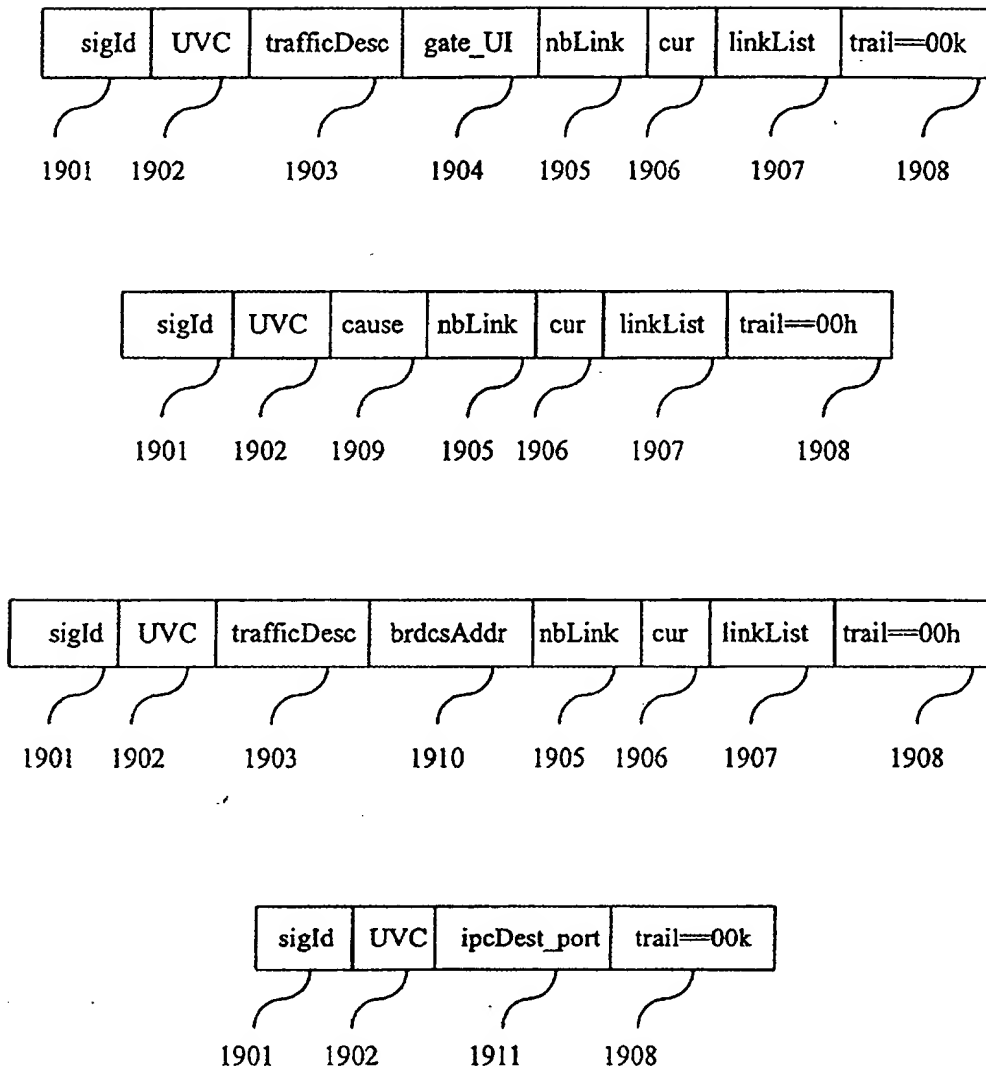 sigId UVC trafficDesc gate_UI nbLink cur linkList trail==00k
1901 1902 1903 1904 1905 1906 1907 1908
sigId UVC cause nbLink cur linkList trail==00h
1901 1902 1909 1905 1906 1907 1908
sigId UVC trafficDesc brdcsAddr nbLink cur linkList trail==00h
1901 1902 1903 1910 1905 1906 1907 1908
sigId UVC ipcDest_port trail==00k
1901 1902 1911 1908